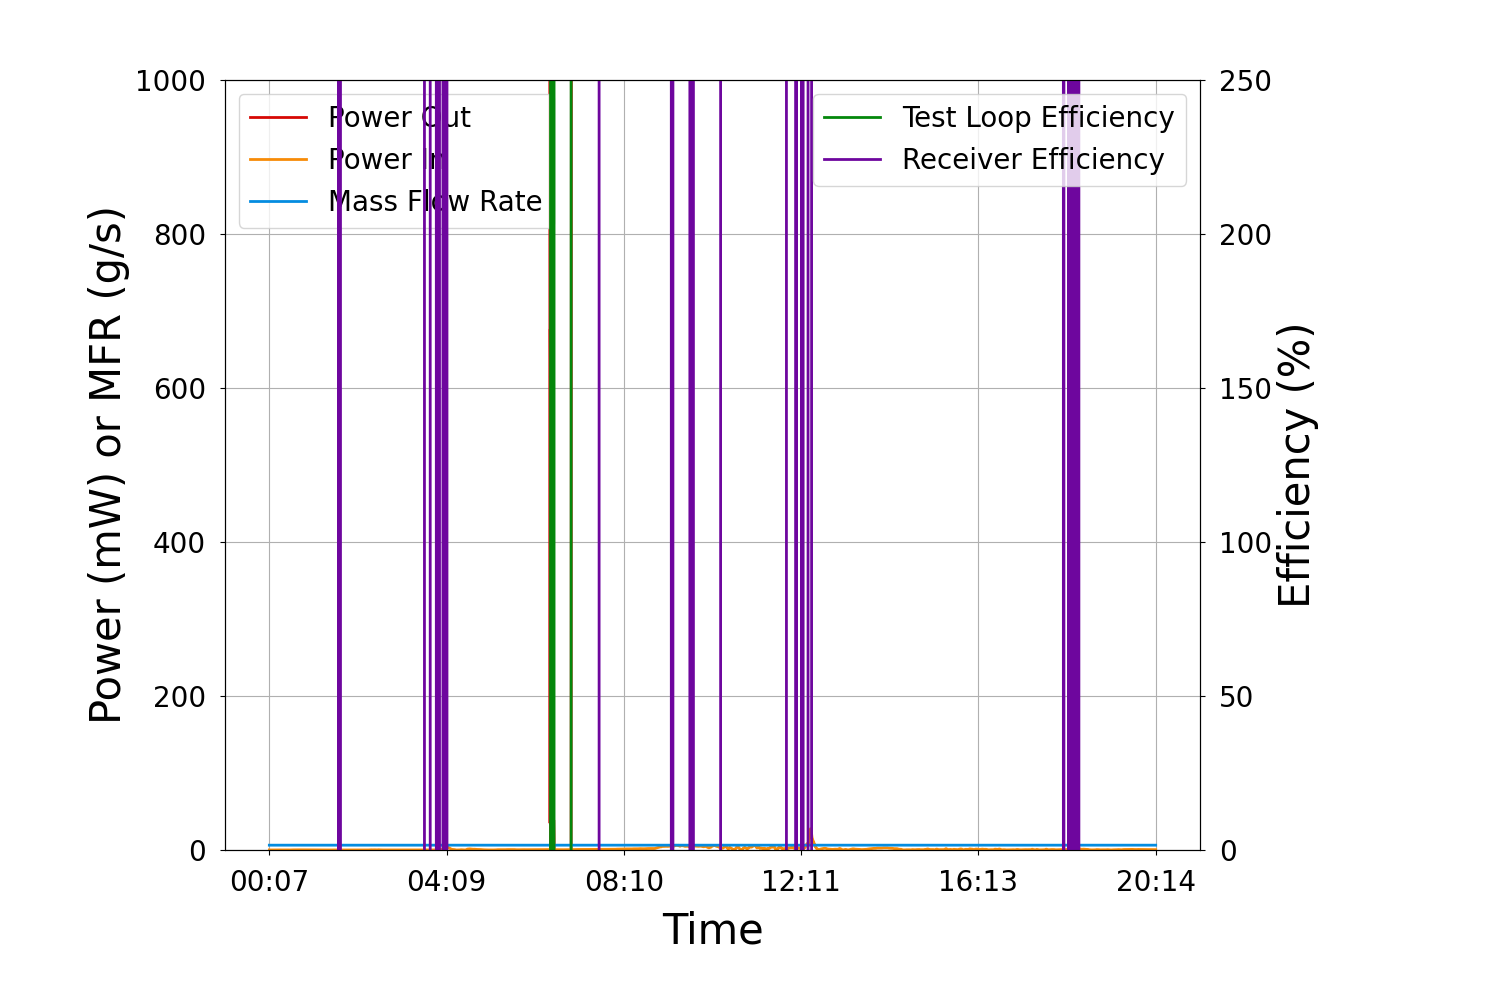 Power (mW) or MFR (g/s)
1000
800
600
400
200
0
Power Out
Power In
Mass Flow Rate
Test Loop Efficiency
Receiver Efficiency
250
200
150
100
50
0
Efficiency (%)
00:07 04:09 08:10 12:11 16:13 20:14
Time